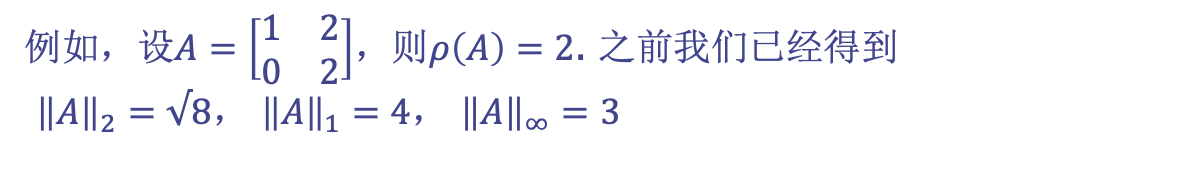 例如，设A = [1 2; 0 2]，则ρ(A) = 2. 之前我们已经得到
‖A‖₂ = √8， ‖A‖₁ = 4， ‖A‖∞ = 3